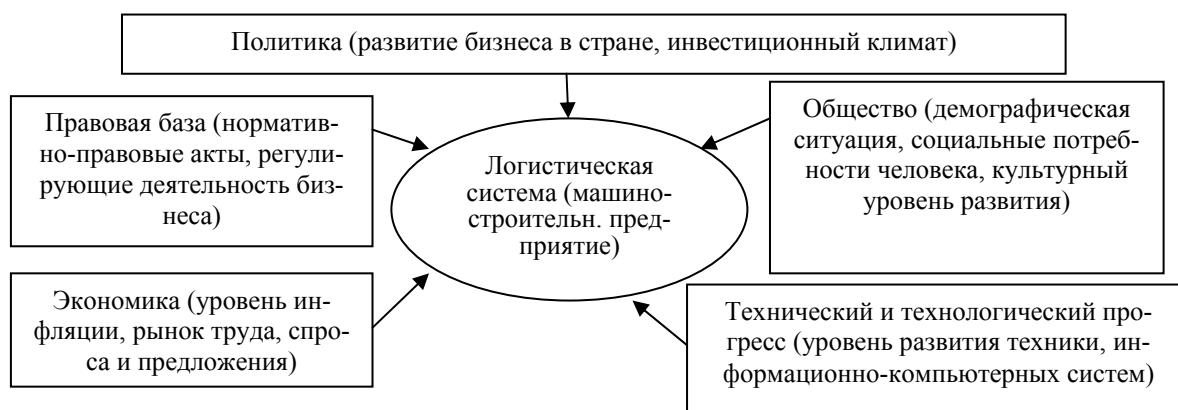 Политика (развитие бизнеса в стране, инвестиционный климат)
Правовая база (норматив-
но-правовые акты, регули-
рующие деятельность биз-
неса)
Логистическая
система (машино-
строительн. пред-
приятие)
Общество (демографическая
ситуация, социальные потреб-
ности человека, культурный
уровень развития)
Экономика (уровень ин-
фляции, рынок труда, спро-
са и предложения)
Технический и технологический про-
гресс (уровень развития техники, ин-
формационно-компьютерных систем)